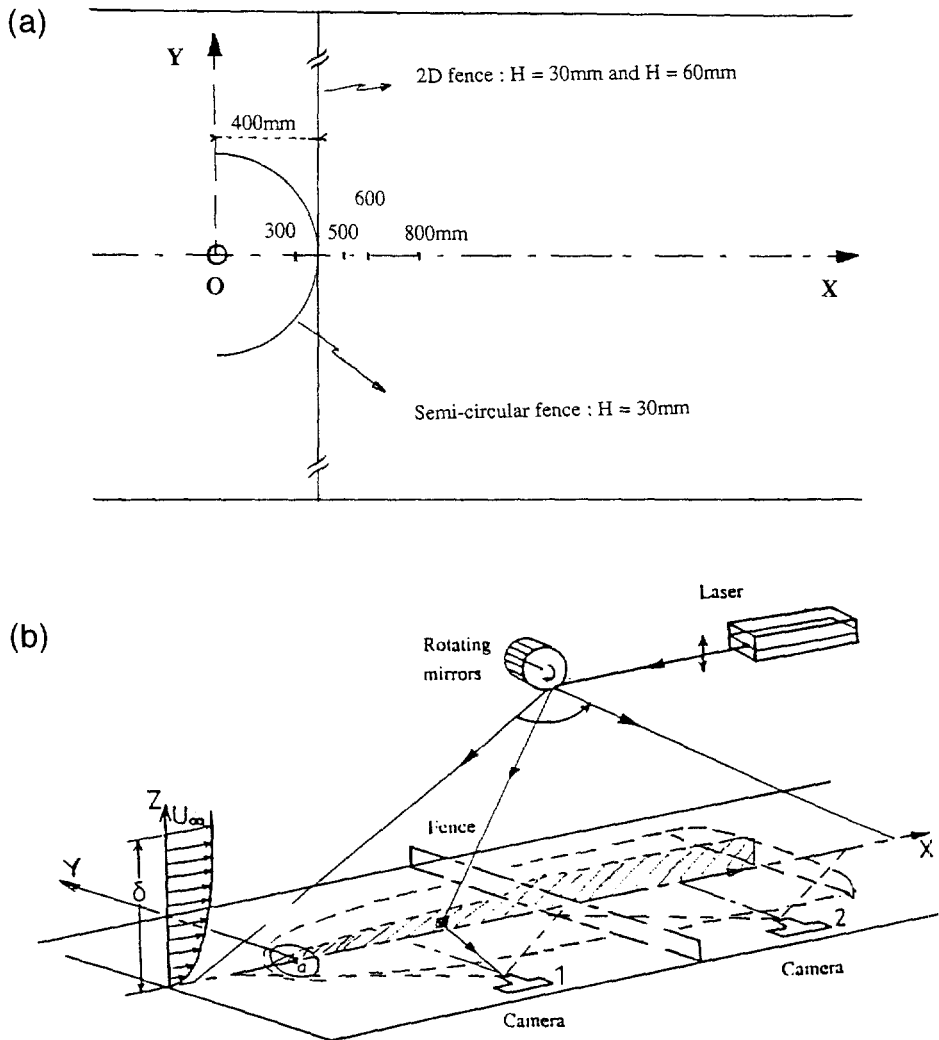 (a)
Y
2D fence : H = 30mm and H = 60mm
400mm
600
300
500
800mm
O
X
Semi-circular fence : H = 30mm
(b)
Laser
Rotating
mirrors
Z
U∞
Fence
Y
X
δ
a
1
2
Camera
Camera